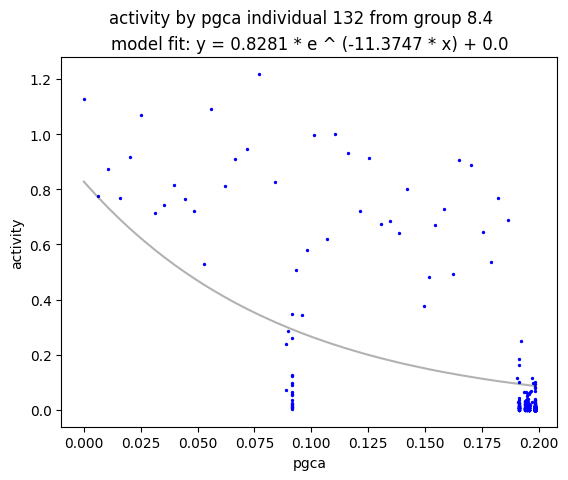 activity by pgca individual 132 from group 8.4
model fit: y = 0.8281 * e ^ (-11.3747 * x) + 0.0
1.2
1.0
0.8
0.6
0.4
0.2
0.0
activity
0.000 0.025 0.050 0.075 0.100 0.125 0.150 0.175 0.200
pgca